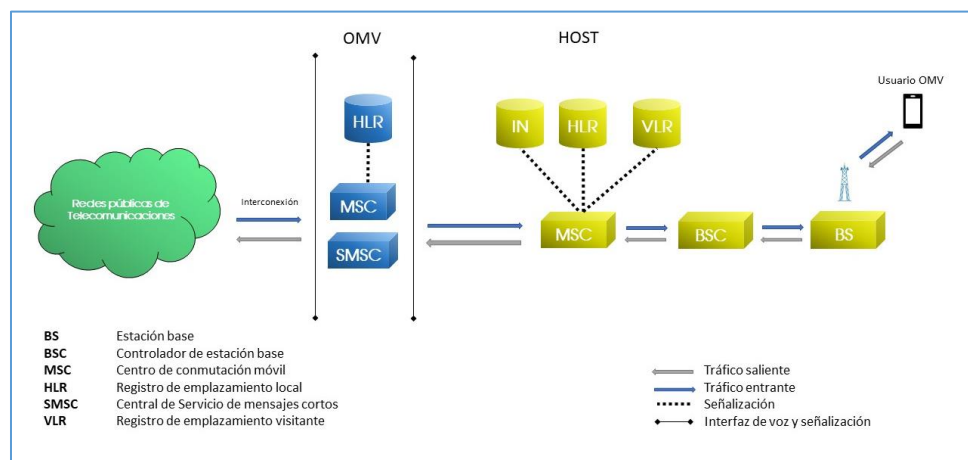 OMV
HOST
Usuario OMV
HLR
IN
HLR
VLR
Redes públicas de
Telecomunicaciones
Interconexión
MSC
SMSC
MSC
BSC
BS
BS Estación base
BSC Controlador de estación base
MSC Centro de conmutación móvil
HLR Registro de emplazamiento local
SMSC Central de Servicio de mensajes cortos
VLR Registro de emplazamiento visitante
Tráfico saliente
Tráfico entrante
Señalización
Interfaz de voz y señalización